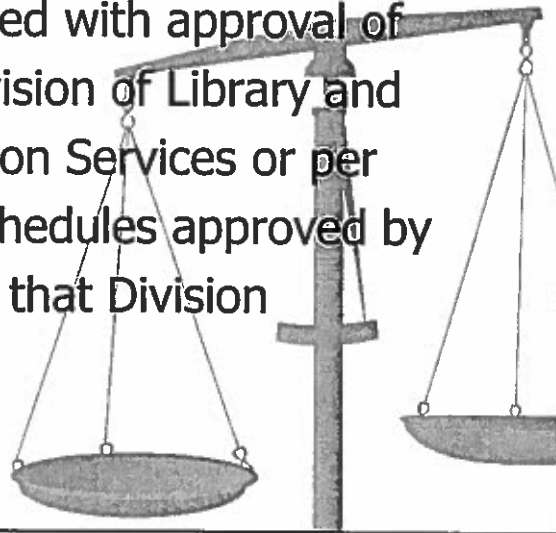 ed with approval of
ision of Library and
on Services or per
hedules approved by
that Division